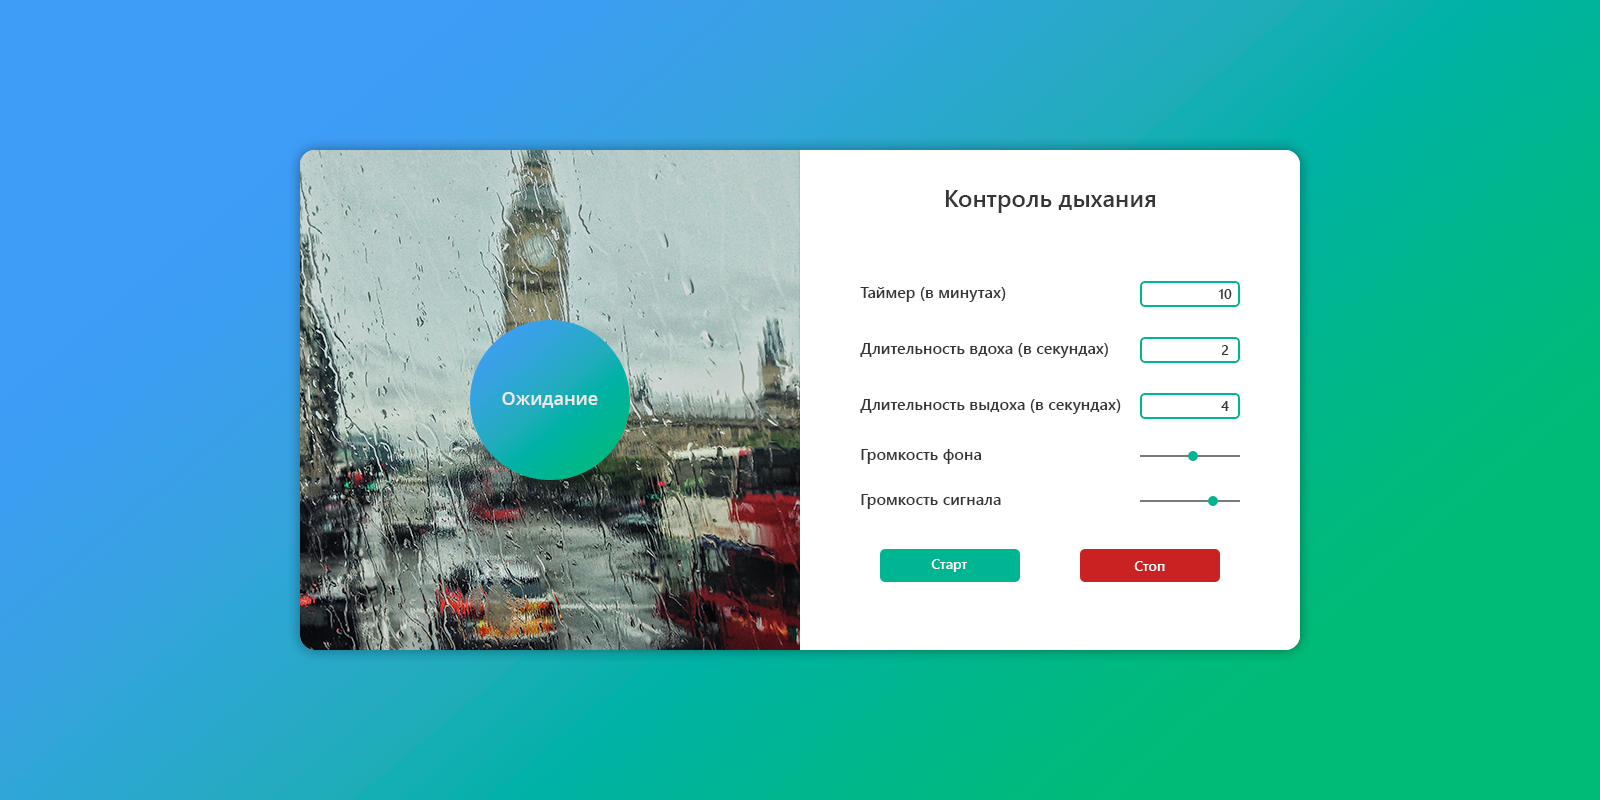 Контроль дыхания
Таймер (в минутах) 10
Длительность вдоха (в секундах) 2
Длительность выдоха (в секундах) 4
Ожидание
Громкость фона
Громкость сигнала
Старт Стоп